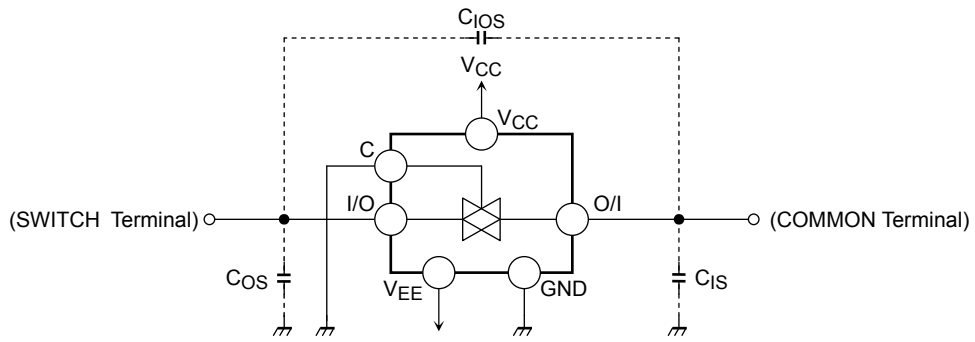 CIOS
VCC
VCC
C
I/O
O/I
(SWITCH Terminal)
(COMMON Terminal)
COS
VEE
GND
CIS